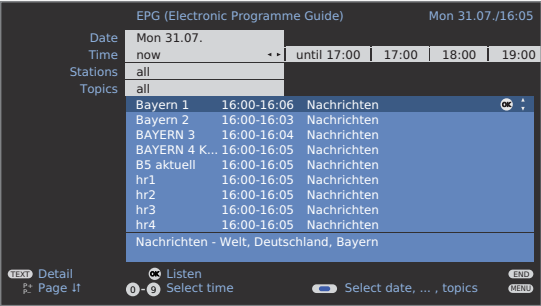 EPG (Electronic Programme Guide) Mon 31.07./16:05
Date Mon 31.07.
Time now until 17:00 17:00 18:00 19:00
Stations all
Topics all
Bayern 1 16:00-16:06 Nachrichten OK
Bayern 2 16:00-16:03 Nachrichten
BAYERN 3 16:00-16:04 Nachrichten
BAYERN 4 K... 16:00-16:05 Nachrichten
B5 aktuell 16:00-16:05 Nachrichten
hr1 16:00-16:05 Nachrichten
hr2 16:00-16:05 Nachrichten
hr3 16:00-16:05 Nachrichten
hr4 16:00-16:05 Nachrichten
Nachrichten - Welt, Deutschland, Bayern
TEXT Detail OK Listen END
P+ P- Page ↓↑ 0-9 Select time Select date, ... , topics MENU